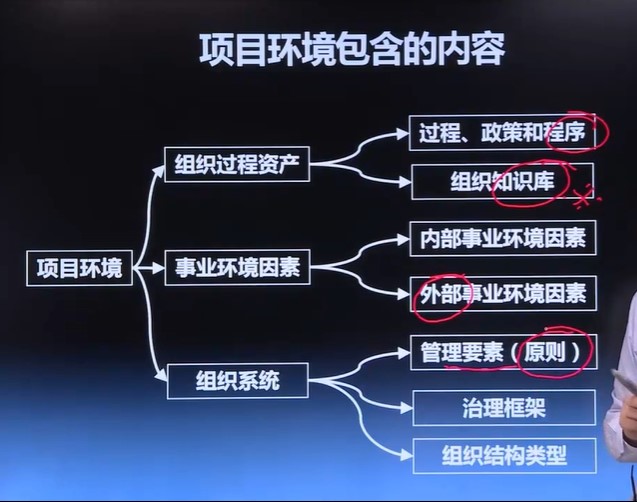 项目环境包含的内容
过程、政策和程序
组织过程资产
组织知识库
内部事业环境因素
项目环境
事业环境因素
外部事业环境因素
管理要素（原则）
组织系统
治理框架
组织结构类型